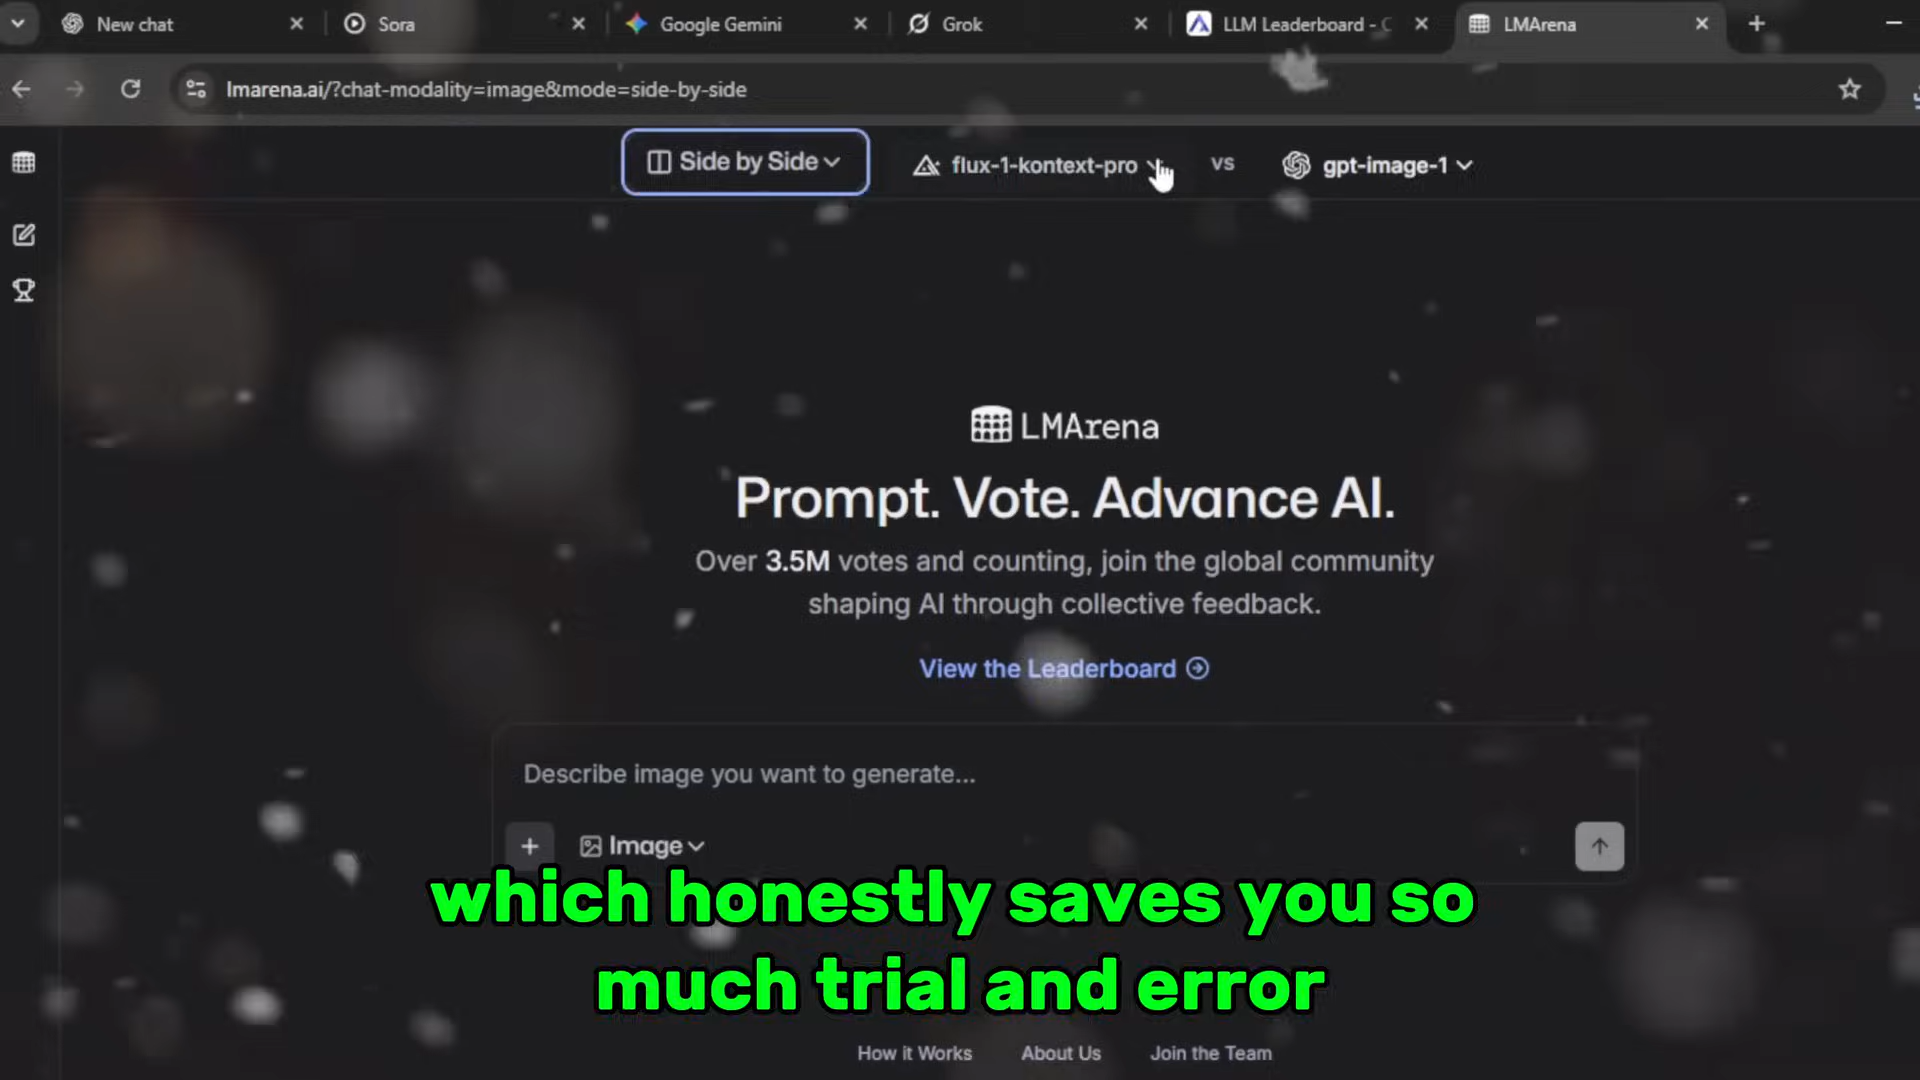 New chat
Sora
Google Gemini
Grok
LLM Leaderboard - C
LMArena
lmarena.ai/?chat-modality=image&mode=side-by-side
Side by Side
flux-1-kontext-pro
vs
gpt-image-1
LMArena
Prompt. Vote. Advance AI.
Over 3.5M votes and counting, join the global community
shaping AI through collective feedback.
View the Leaderboard
Describe image you want to generate...
Image
which honestly saves you so
much trial and error
How it Works
About Us
Join the Team